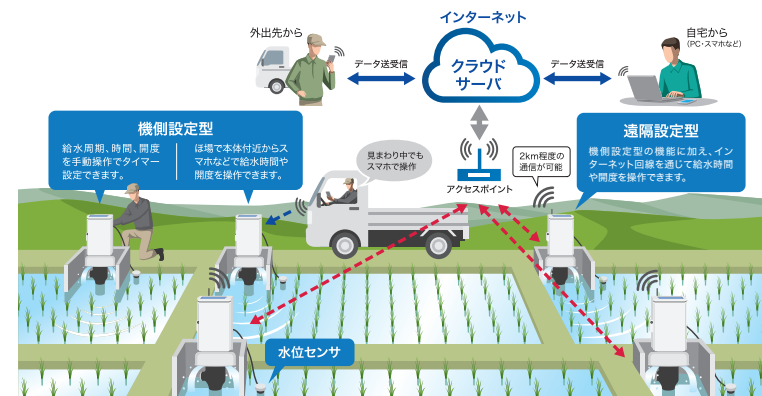 インターネット
クラウド
サーバ
外出先から
データ送受信
データ送受信
自宅から
(PC・スマホなど)
機側設定型
給水周期、時間、開度
を手動操作でタイマー
設定できます。
ほ場で本体付近からス
マホなどで給水時間や
開度を操作できます。
見まわり中でも
スマホで操作
アクセスポイント
2km程度の
通信が可能
遠隔設定型
機側設定型の機能に加え、イン
ターネット回線を通じて給水時間
や開度を操作できます。
水位センサ